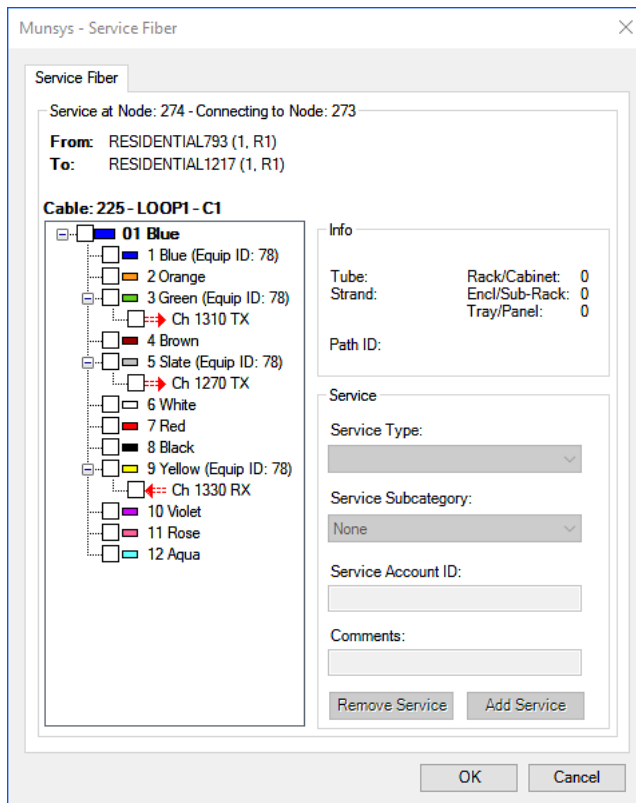 Munsys - Service Fiber
Service Fiber
Service at Node: 274 - Connecting to Node: 273
From: RESIDENTIAL793 (1, R1)
To: RESIDENTIAL1217 (1, R1)
Cable: 225 - LOOP1 - C1
01 Blue
1 Blue (Equip ID: 78)
2 Orange
3 Green (Equip ID: 78)
Ch 1310 TX
4 Brown
5 Slate (Equip ID: 78)
Ch 1270 TX
6 White
7 Red
8 Black
9 Yellow (Equip ID: 78)
Ch 1330 RX
10 Violet
11 Rose
12 Aqua
Info
Tube: Rack/Cabinet: 0
Strand: Encl/Sub-Rack: 0
Tray/Panel: 0
Path ID:
Service
Service Type:
Service Subcategory:
None
Service Account ID:
Comments:
Remove Service Add Service
OK Cancel